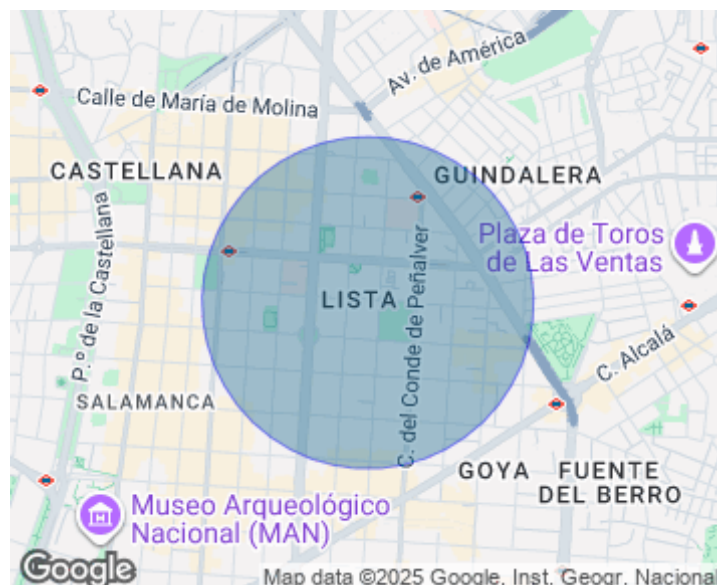 Av. de América
Calle de María de Molina
CASTELLANA
GUINDALERA
Plaza de Toros
de Las Ventas
P.º de la Castellana
LISTA
C. del Conde de Peñalver
C. Alcalá
SALAMANCA
GOYA
FUENTE
DEL BERRO
Museo Arqueológico
Nacional (MAN)
Google
Map data ©2025 Google, Inst. Geogr. Nacional